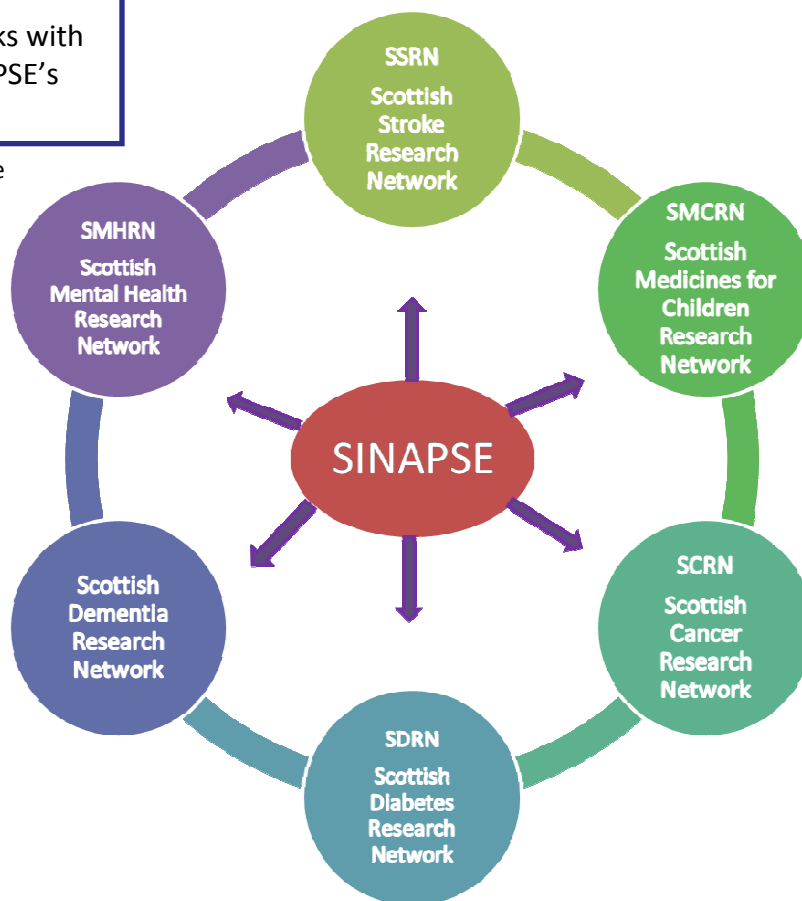 ks with
PSE's
e
SSRN
Scottish
Stroke
Research
Network
SMHRN
Scottish
Mental Health
Research
Network
SMCRN
Scottish
Medicines for
Children
Research
Network
SINAPSE
Scottish
Dementia
Research
Network
SCRN
Scottish
Cancer
Research
Network
SDRN
Scottish
Diabetes
Research
Network